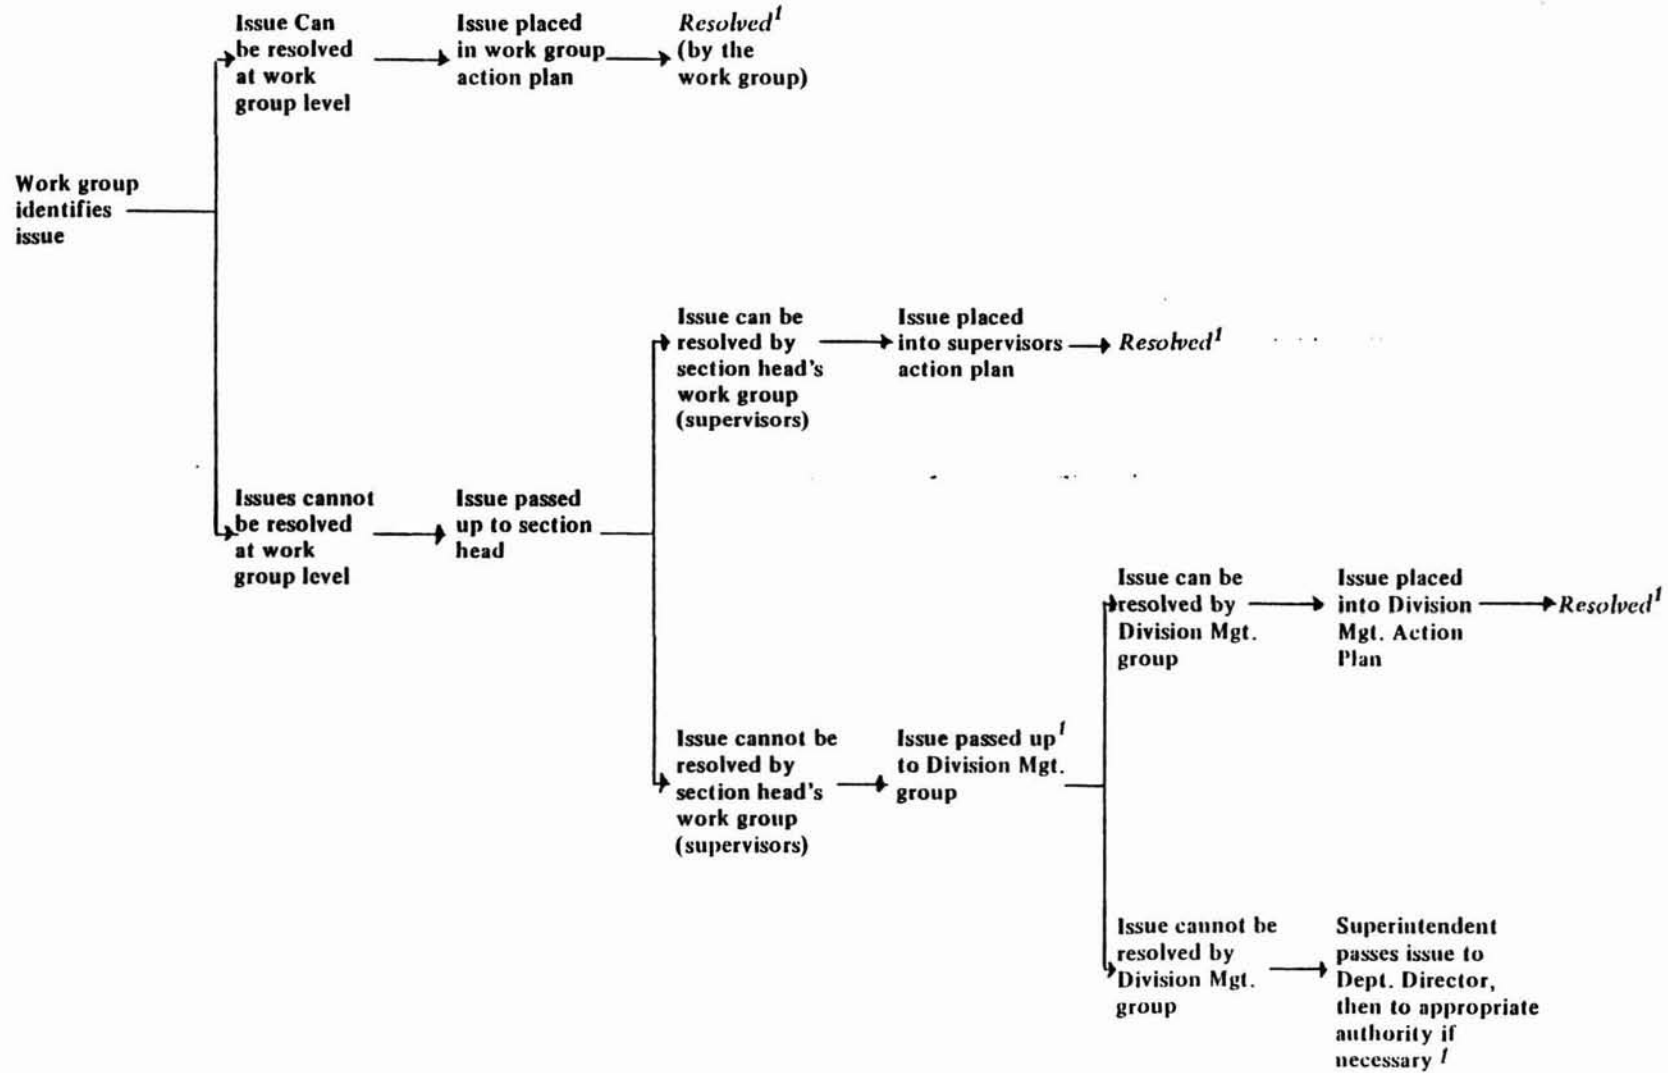 Issue Can
be resolved
at work
group level
Issue placed
in work group
action plan
Resolved¹
(by the
work group)
Work group
identifies
issue
Issue can be
resolved by
section head's
work group
(supervisors)
Issue placed
into supervisors
action plan
Resolved¹
Issues cannot
be resolved
at work
group level
Issue passed
up to section
head
Issue can be
resolved by
Division Mgt.
group
Issue placed
into Division
Mgt. Action
Plan
Resolved¹
Issue cannot be
resolved by
section head's
work group
(supervisors)
Issue passed up¹
to Division Mgt.
group
Issue cannot be
resolved by
Division Mgt.
group
Superintendent
passes issue to
Dept. Director,
then to appropriate
authority if
necessary ¹